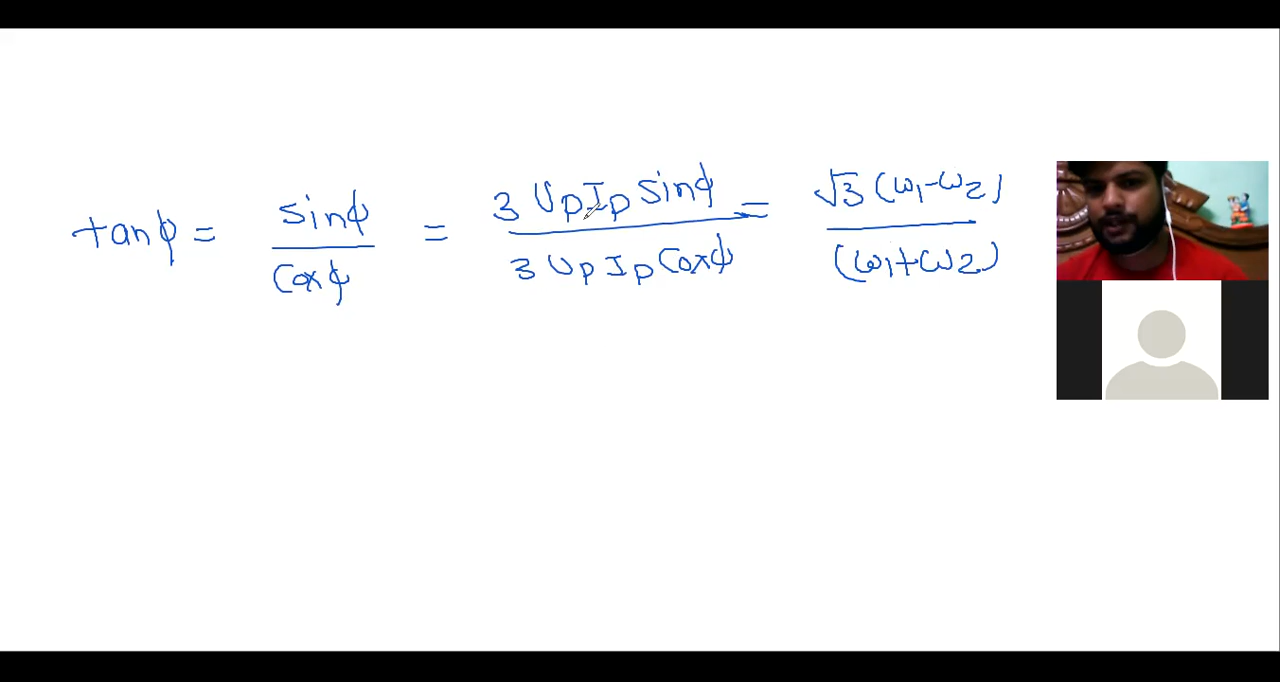 tanφ = sinφ / cosφ = 3 VpIp sinφ / 3 VpIp cosφ = √3 (ω1-ω2) / (ω1+ω2)